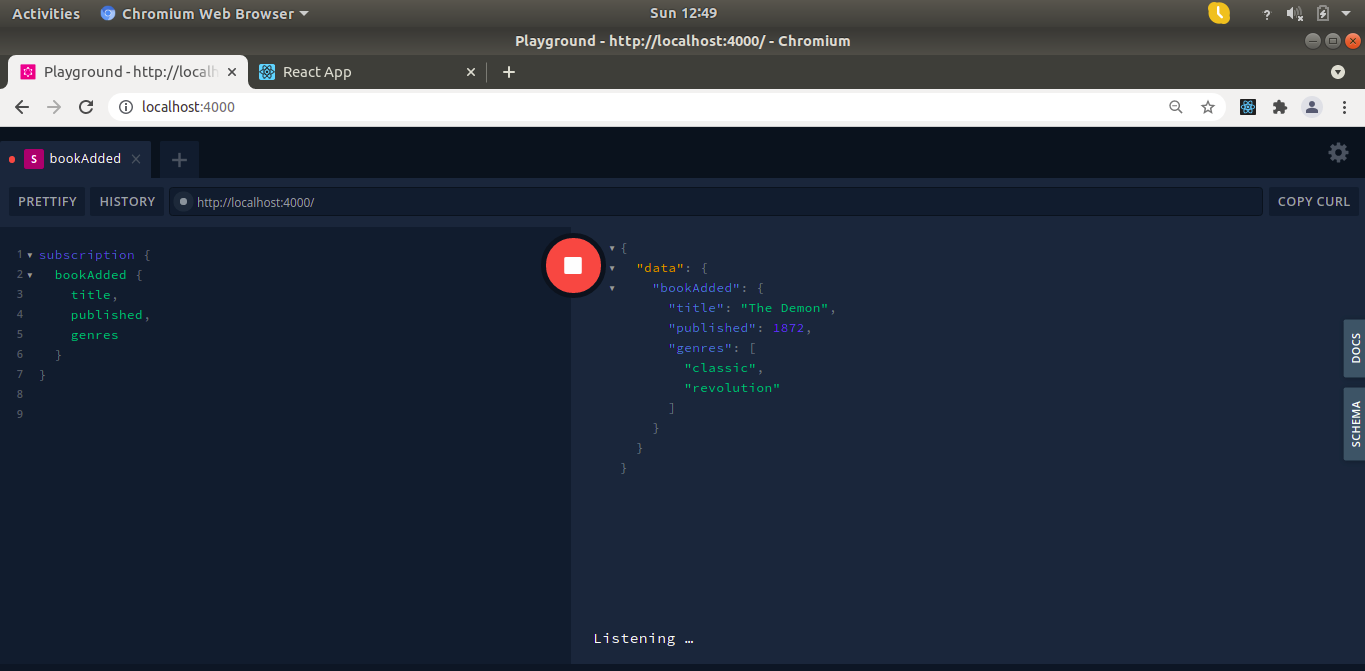 Activities Chromium Web Browser Sun 12:49 ?
Playground - http://localhost:4000/ - Chromium
Playground - http://localh React App
localhost:4000
S bookAdded
PRETTIFY HISTORY http://localhost:4000/ COPY CURL
1 subscription {
2 bookAdded {
3 title,
4 published,
5 genres
6 }
7 }
8
9
{
"data": {
"bookAdded": {
"title": "The Demon",
"published": 1872,
"genres": [
"classic",
"revolution"
]
}
}
}
Listening …
DOCS
SCHEMA